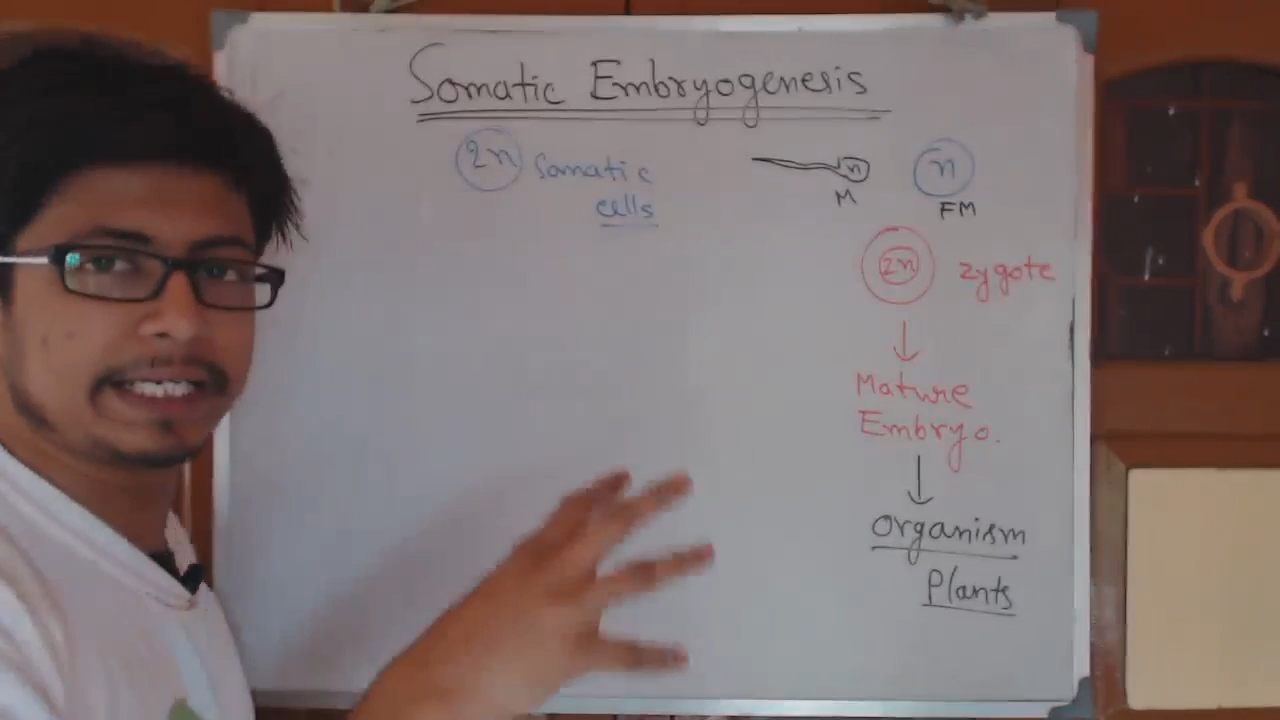 Somatic Embryogenesis
2n Somatic
cells
n n
M FM
2n zygote
Mature
Embryo.
Organism
Plants